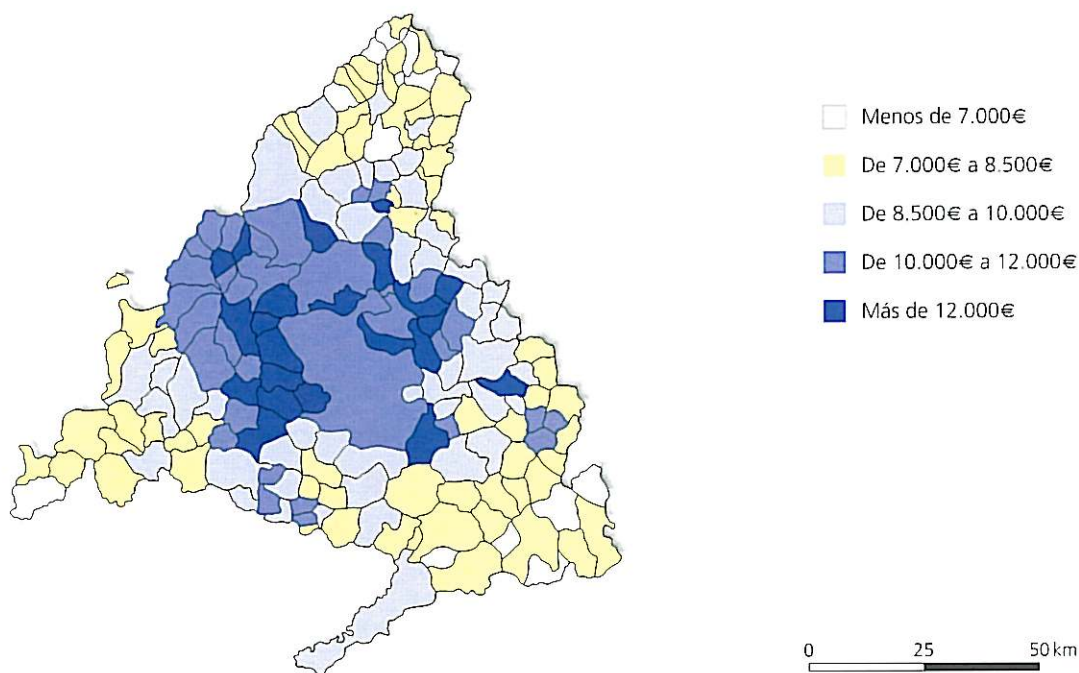 Menos de 7.000€
De 7.000€ a 8.500€
De 8.500€ a 10.000€
De 10.000€ a 12.000€
Más de 12.000€
0 25 50 km